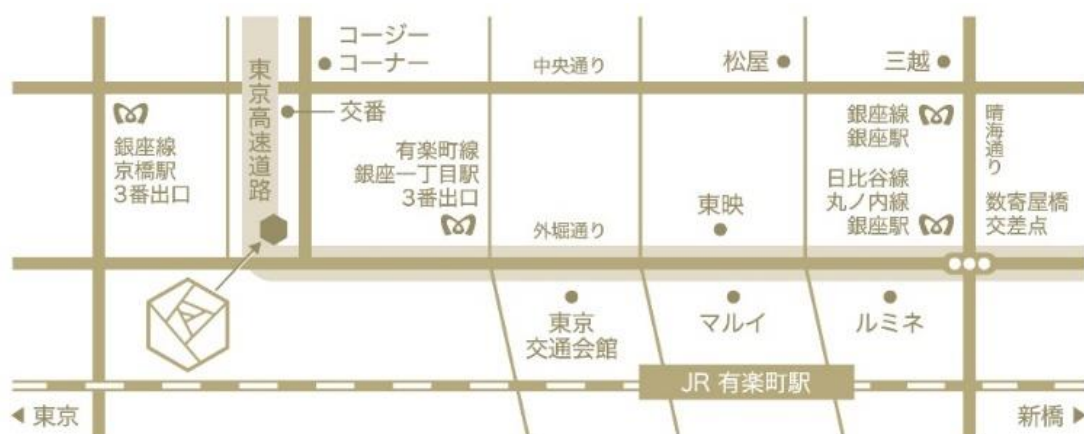 コージー
コーナー
中央通り
松屋
三越
東京高速道路
交番
銀座線
京橋駅
3番出口
有楽町線
銀座一丁目駅
3番出口
銀座線
銀座駅
晴海通り
日比谷線
丸ノ内線
銀座駅
数寄屋橋
交差点
外堀通り
東映
東京
交通会館
マルイ
ルミネ
JR 有楽町駅
東京
新橋